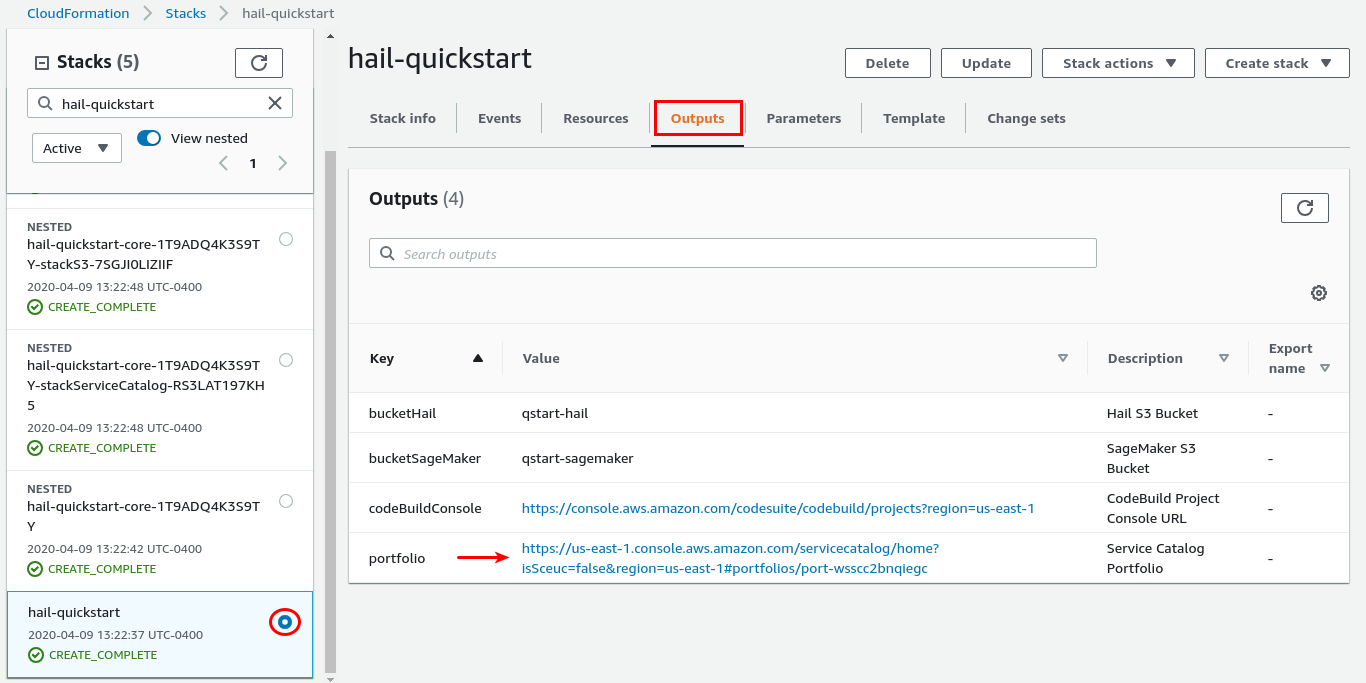 CloudFormation Stacks hail-quickstart
Stacks (5)
hail-quickstart
Active
View nested
1
NESTED
hail-quickstart-core-1T9ADQ4K3S9T
Y-stackS3-7SGJI0LIZIIF
2020-04-09 13:22:48 UTC-0400
CREATE_COMPLETE
NESTED
hail-quickstart-core-1T9ADQ4K3S9T
Y-stackServiceCatalog-RS3LAT197KH
5
2020-04-09 13:22:48 UTC-0400
CREATE_COMPLETE
NESTED
hail-quickstart-core-1T9ADQ4K3S9T
Y
2020-04-09 13:22:42 UTC-0400
CREATE_COMPLETE
hail-quickstart
2020-04-09 13:22:37 UTC-0400
CREATE_COMPLETE
hail-quickstart
Delete Update Stack actions Create stack
Stack info Events Resources Outputs Parameters Template Change sets
Outputs (4)
Search outputs
Key Value Description Export
name
bucketHail qstart-hail Hail S3 Bucket -
bucketSageMaker qstart-sagemaker SageMaker S3
Bucket -
codeBuildConsole https://console.aws.amazon.com/codesuite/codebuild/projects?region=us-east-1 CodeBuild Project
Console URL -
portfolio https://us-east-1.console.aws.amazon.com/servicecatalog/home?
isSceuc=false&region=us-east-1#portfolios/port-wsscc2bnqiegc Service Catalog
Portfolio -